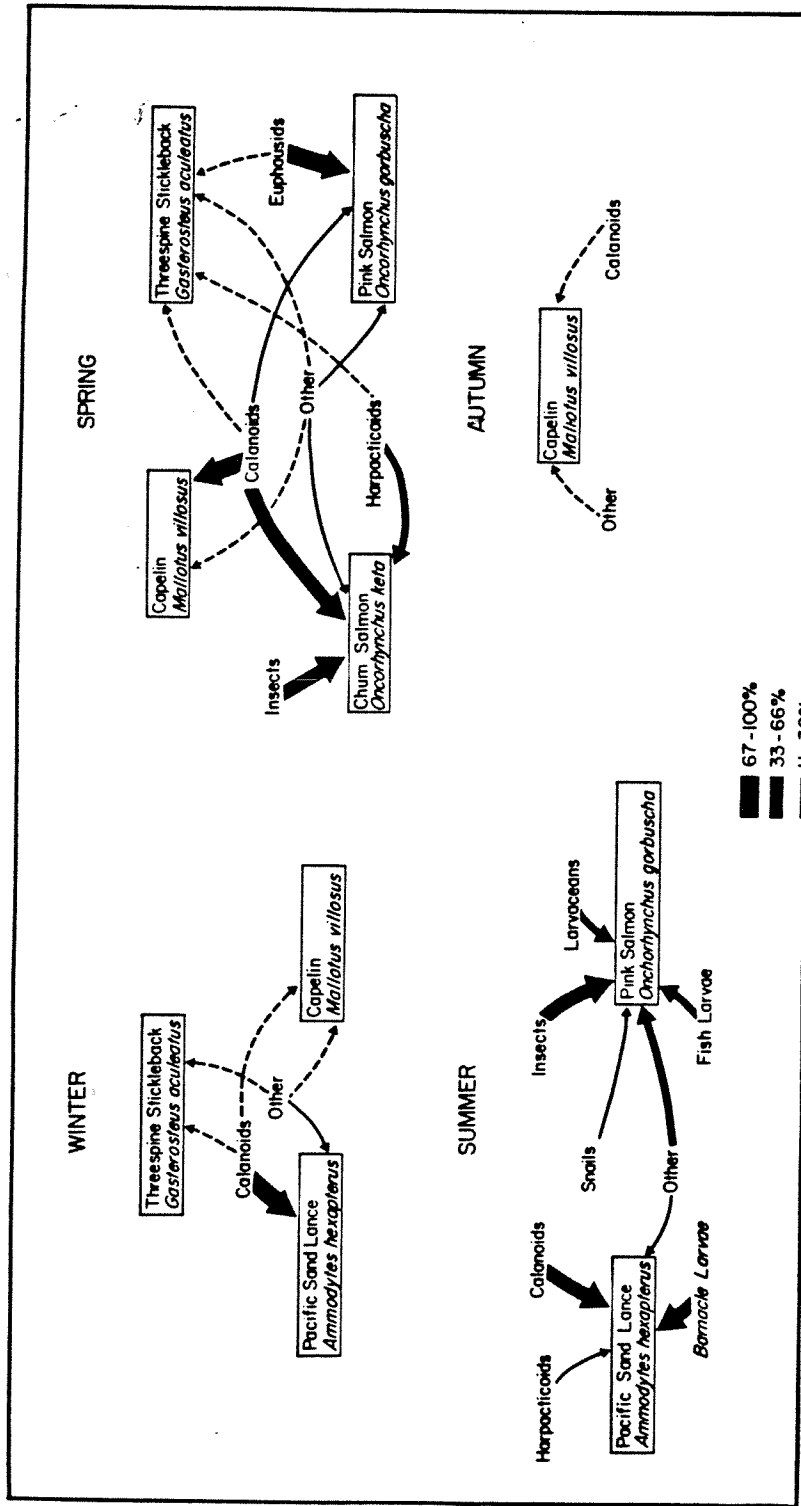 WINTER
Threespine Stickleback
Gasterosteus aculeatus
Calanoids
Other
Pacific Sand Lance
Ammodytes hexapterus
Capelin
Mallotus villosus
SPRING
Capelin
Mallotus villosus
Threespine Stickleback
Gasterosteus aculeatus
Insects
Calanoids
Other
Euphausids
Chum Salmon
Oncorhynchus keta
Harpacticoids
Pink Salmon
Oncorhynchus gorbuscha
SUMMER
Harpacticoids
Calanoids
Snails
Insects
Larvaceans
Pacific Sand Lance
Ammodytes hexapterus
Pink Salmon
Onchorhynchus gorbuscha
Other
Barnacle Larvae
Fish Larvae
AUTUMN
Capelin
Mallotus villosus
Other
Calanoids
67-100%
33-66%